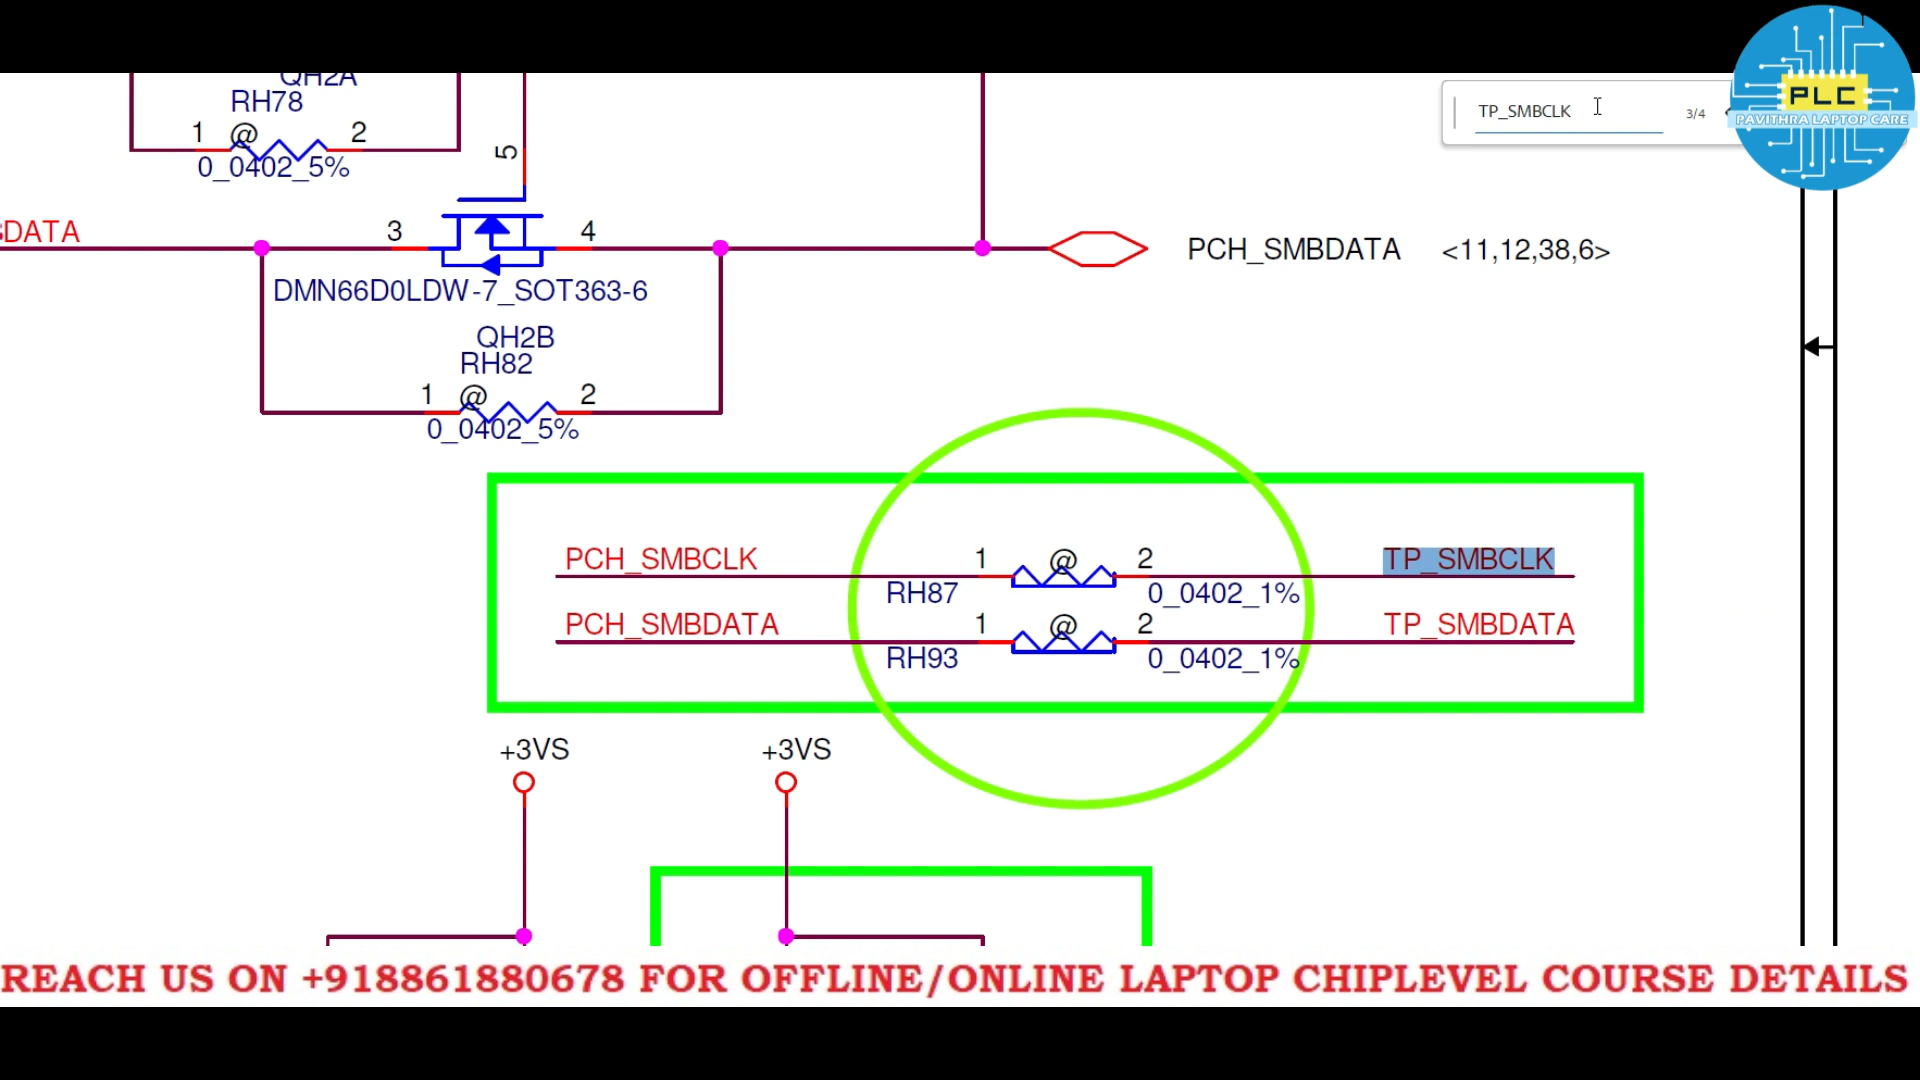 QH2A
RH78
1 @ 2
0_0402_5%
5
TP_SMBCLK 3/4
PLC
PAVITHRA LAPTOP CARE
DATA
3 4
PCH_SMBDATA <11,12,38,6>
DMN66D0LDW-7_SOT363-6
QH2B
RH82
1 @ 2
0_0402_5%
PCH_SMBCLK 1 @ 2 TP_SMBCLK
RH87 0_0402_1%
PCH_SMBDATA 1 @ 2 TP_SMBDATA
RH93 0_0402_1%
+3VS +3VS
REACH US ON +918861880678 FOR OFFLINE/ONLINE LAPTOP CHIPLEVEL COURSE DETAILS